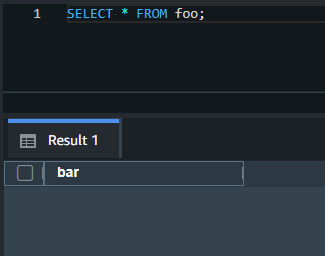 1 SELECT * FROM foo;
Result 1
bar